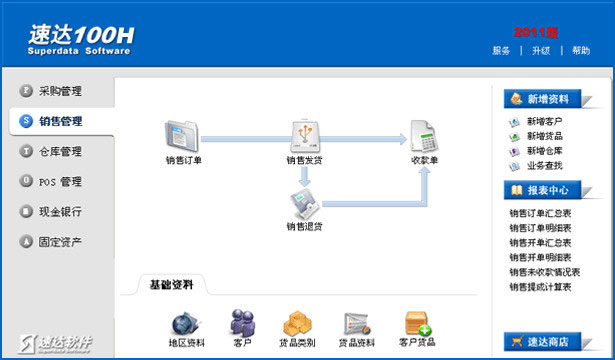 速达100H
Superdata Software
2011版
服务 | 升级 | 帮助
P 采购管理
S 销售管理
I 仓库管理
O POS 管理
现金银行
A 固定资产
速达软件
销售订单
销售发货
收款单
销售退货
基础资料
地区资料
客户
货品类别
货品资料
客户货品
新增资料
新增客户
新增货品
新增仓库
业务查找
报表中心
销售订单汇总表
销售订单明细表
销售开单汇总表
销售开单明细表
销售未收款情况表
销售提成计算表
速达商店